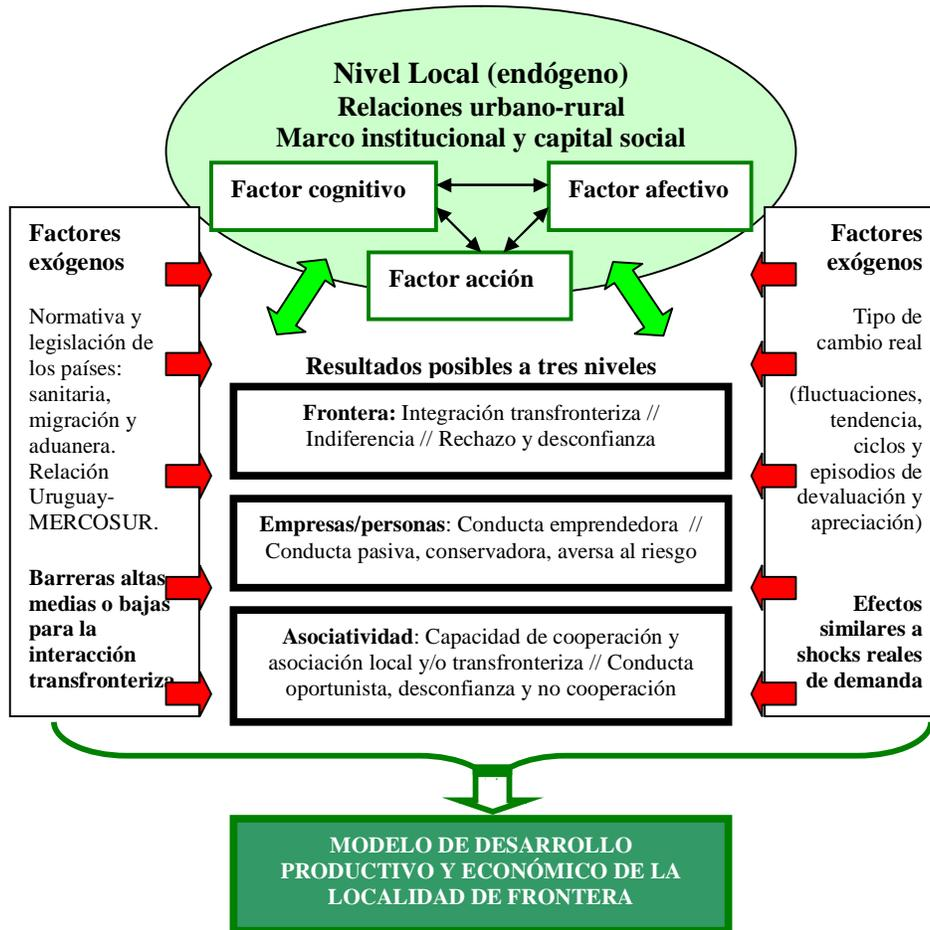 Nivel Local (endógeno)
Relaciones urbano-rural
Marco institucional y capital social
Factor cognitivo
Factor afectivo
Factor acción
Factores
exógenos
Normativa y
legislación de
los países:
sanitaria,
migración y
aduanera.
Relación
Uruguay-
MERCOSUR.
Barreras altas
medias o bajas
para la
interacción
transfronteriza
Resultados posibles a tres niveles
Frontera: Integración transfronteriza //
Indiferencia // Rechazo y desconfianza
Empresas/personas: Conducta emprendedora //
Conducta pasiva, conservadora, aversa al riesgo
Asociatividad: Capacidad de cooperación y
asociación local y/o transfronteriza // Conducta
oportunista, desconfianza y no cooperación
Factores
exógenos
Tipo de
cambio real
(fluctuaciones,
tendencia,
ciclos y
episodios de
devaluación y
apreciación)
Efectos
similares a
shocks reales
de demanda
MODELO DE DESARROLLO
PRODUCTIVO Y ECONÓMICO DE LA
LOCALIDAD DE FRONTERA